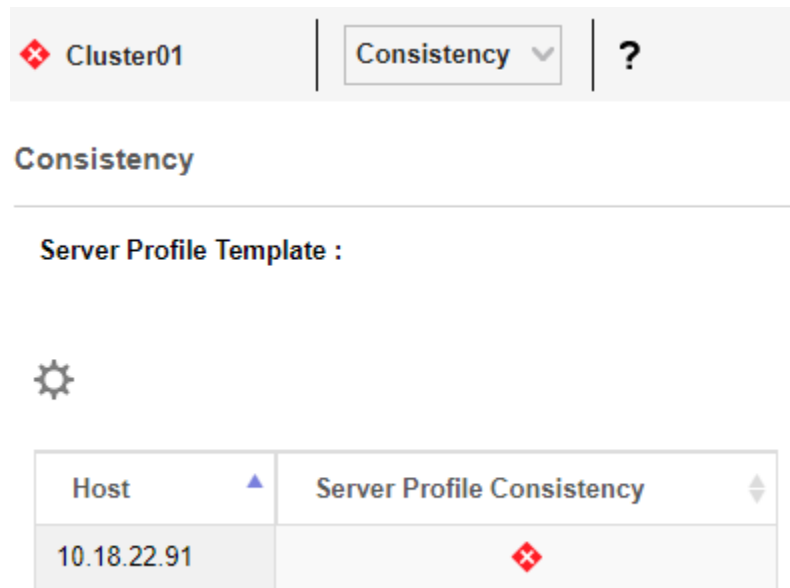 Cluster01
Consistency
?
Consistency
Server Profile Template :
Host
Server Profile Consistency
10.18.22.91